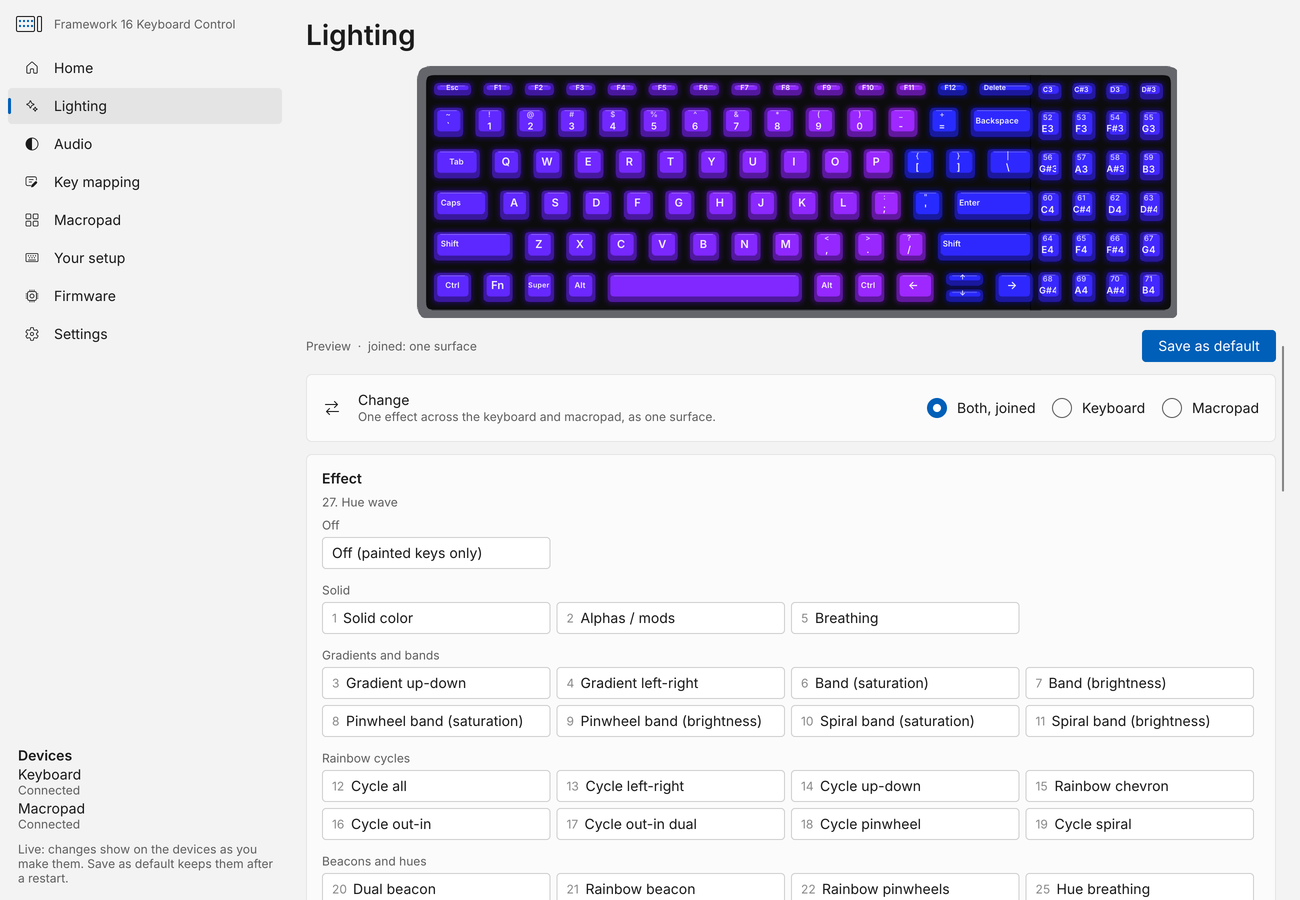 Framework 16 Keyboard Control
Home
Lighting
Audio
Key mapping
Macropad
Your setup
Firmware
Settings
Devices
Keyboard
Connected
Macropad
Connected
Live: changes show on the devices as you
make them. Save as default keeps them after
a restart.
Lighting
Esc F1 F2 F3 F4 F5 F6 F7 F8 F9 F10 F11 F12 Delete C3 C#3 D3 D#3
~ ! @ # $ % ^ & * ( ) _ + 52 53 54 55
` 1 2 3 4 5 6 7 8 9 0 - = Backspace E3 F3 F#3 G3
{ } | 56 57 58 59
Tab Q W E R T Y U I O P [ ] \ G#3 A3 A#3 B3
: " 60 61 62 63
Caps A S D F G H J K L ; ' Enter C4 C#4 D4 D#4
< > ? 64 65 66 67
Shift Z X C V B N M , . / Shift E4 F4 F#4 G4
↑ 68 69 70 71
Ctrl Fn Super Alt Alt Ctrl ← ↓ → G#4 A4 A#4 B4
Preview · joined: one surface
Save as default
Change
One effect across the keyboard and macropad, as one surface.
Both, joined
Keyboard
Macropad
Effect
27. Hue wave
Off
Off (painted keys only)
Solid
1 Solid color
2 Alphas / mods
5 Breathing
Gradients and bands
3 Gradient up-down
4 Gradient left-right
6 Band (saturation)
7 Band (brightness)
8 Pinwheel band (saturation)
9 Pinwheel band (brightness)
10 Spiral band (saturation)
11 Spiral band (brightness)
Rainbow cycles
12 Cycle all
13 Cycle left-right
14 Cycle up-down
15 Rainbow chevron
16 Cycle out-in
17 Cycle out-in dual
18 Cycle pinwheel
19 Cycle spiral
Beacons and hues
20 Dual beacon
21 Rainbow beacon
22 Rainbow pinwheels
25 Hue breathing